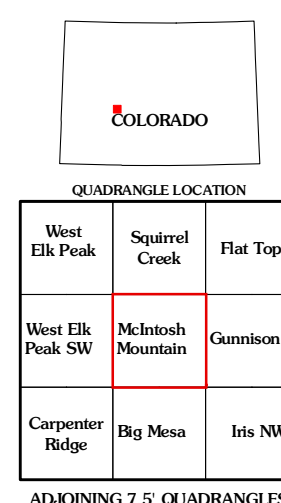 COLORADO
QUADRANGLE LOCATION
West
Elk Peak
Squirrel
Creek
Flat Top
West Elk
Peak SW
McIntosh
Mountain
Gunnison
Carpenter
Ridge
Big Mesa
Iris NW
ADJOINING 7.5' QUADRANGLES